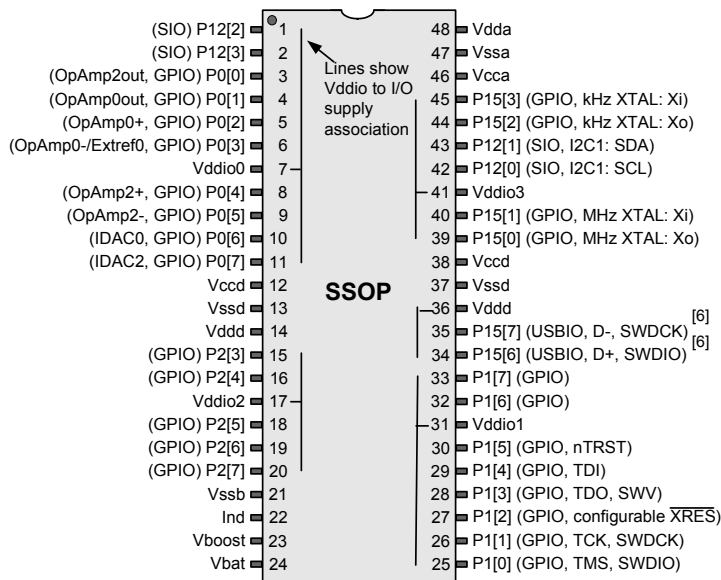 (SIO) P12[2] 1 48 Vdda
(SIO) P12[3] 2 47 Vssa
(OpAmp2out, GPIO) P0[0] 3 46 Vcca
(OpAmp0out, GPIO) P0[1] 4 45 P15[3] (GPIO, kHz XTAL: Xi)
(OpAmp0+, GPIO) P0[2] 5 44 P15[2] (GPIO, kHz XTAL: Xo)
(OpAmp0-/Extref0, GPIO) P0[3] 6 43 P12[1] (SIO, I2C1: SDA)
Vddio0 7 42 P12[0] (SIO, I2C1: SCL)
(OpAmp2+, GPIO) P0[4] 8 41 Vddio3
(OpAmp2-, GPIO) P0[5] 9 40 P15[1] (GPIO, MHz XTAL: Xi)
(IDAC0, GPIO) P0[6] 10 39 P15[0] (GPIO, MHz XTAL: Xo)
(IDAC2, GPIO) P0[7] 11 38 Vccd
Vccd 12 37 Vssd
Vssd 13 36 Vddd
Vddd 14 35 P15[7] (USBIO, D-, SWDCK) [6]
(GPIO) P2[3] 15 34 P15[6] (USBIO, D+, SWDIO) [6]
(GPIO) P2[4] 16 33 P1[7] (GPIO)
Vddio2 17 32 P1[6] (GPIO)
(GPIO) P2[5] 18 31 Vddio1
(GPIO) P2[6] 19 30 P1[5] (GPIO, nTRST)
(GPIO) P2[7] 20 29 P1[4] (GPIO, TDI)
Vssb 21 28 P1[3] (GPIO, TDO, SWV)
Ind 22 27 P1[2] (GPIO, configurable XRES)
Vboost 23 26 P1[1] (GPIO, TCK, SWDCK)
Vbat 24 25 P1[0] (GPIO, TMS, SWDIO)
Lines show
Vddio to I/O
supply
association
SSOP